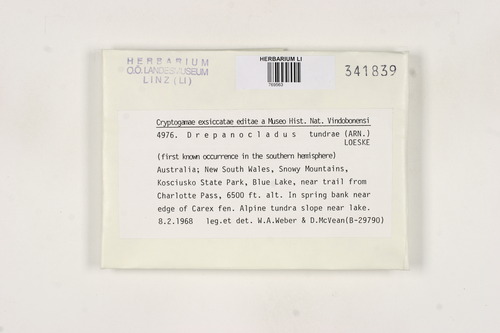 HERBARIUM
O.Ö. LANDESMUSEUM
LINZ (LI)
HERBARIUM LI
341839
Cryptogamae exsiccatae editae a Museo Hist. Nat. Vindobonensi
4976. Drepanocladus tundrae (ARN.)
LOESKE
(first known occurrence in the southern hemisphere)
Australia; New South Wales, Snowy Mountains,
Kosciusko State Park, Blue Lake, near trail from
Charlotte Pass, 6500 ft. alt. In spring bank near
edge of Carex fen. Alpine tundra slope near lake.
8.2.1968 leg.et det. W.A.Weber & D.McVean(B-29790)